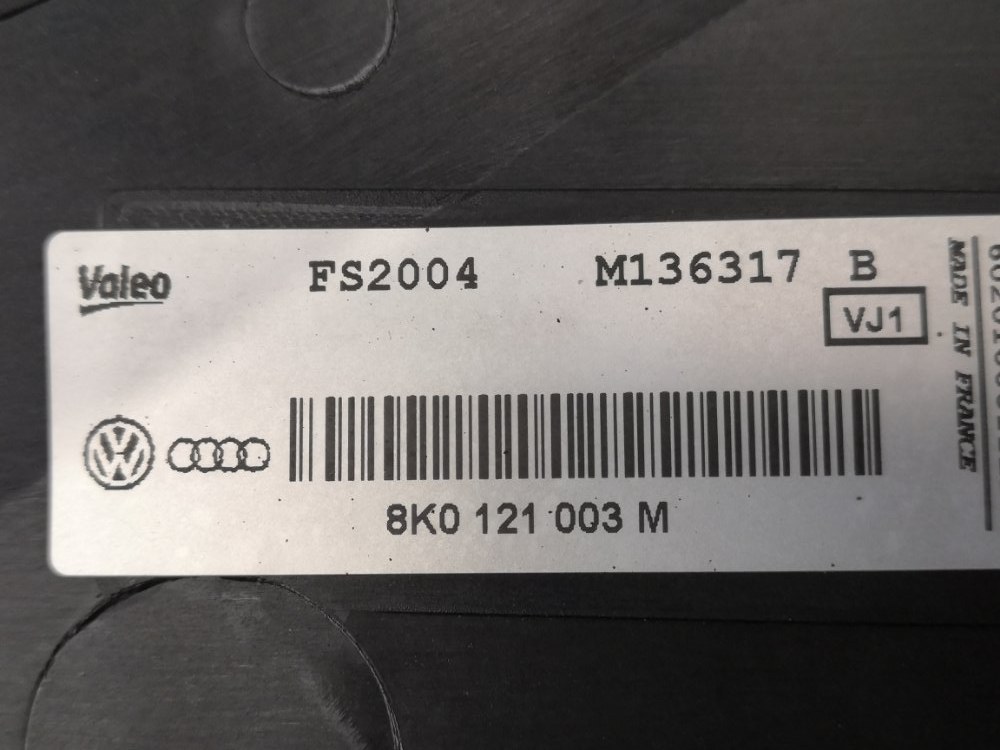 Valeo FS2004 M136317 B
VJ1
8K0 121 003 M
MADE IN FRANCE